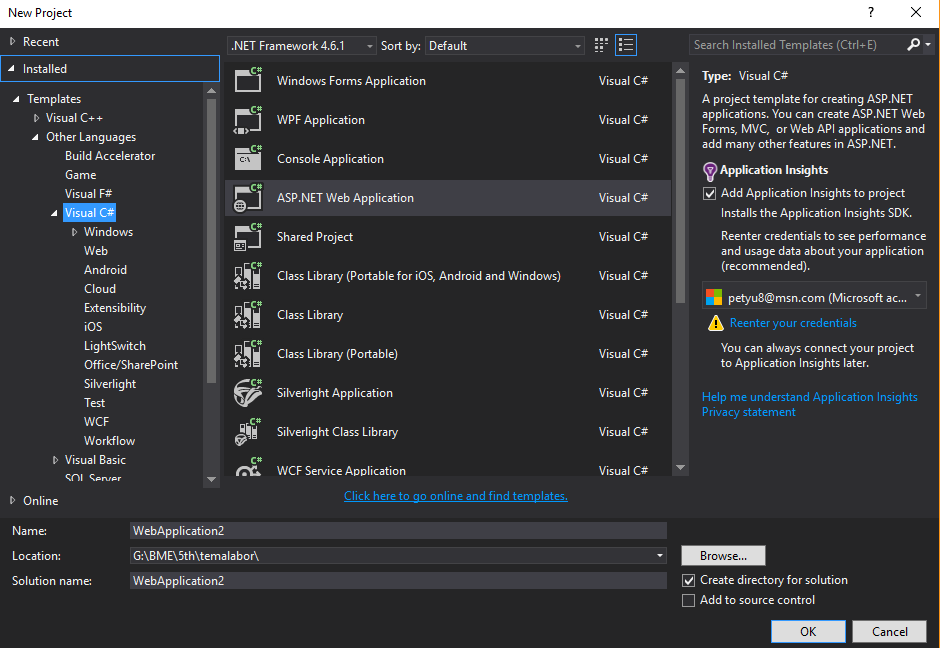 New Project
? 
Recent
.NET Framework 4.6.1
Sort by:
Default
Search Installed Templates (Ctrl+E)
Installed
Templates
Visual C++
Other Languages
Build Accelerator
Game
Visual F#
Visual C#
Windows
Web
Android
Cloud
Extensibility
iOS
LightSwitch
Office/SharePoint
Silverlight
Test
WCF
Workflow
Visual Basic
SQL Server
Online
C# Windows Forms Application Visual C#
C# WPF Application Visual C#
C# C:\ Console Application Visual C#
C# ASP.NET Web Application Visual C#
C# Shared Project Visual C#
C# Class Library (Portable for iOS, Android and Windows) Visual C#
C# Class Library Visual C#
C# Class Library (Portable) Visual C#
C# Silverlight Application Visual C#
C# Silverlight Class Library Visual C#
C# WCF Service Application Visual C#
Click here to go online and find templates.
Type: Visual C#
A project template for creating ASP.NET
applications. You can create ASP.NET Web
Forms, MVC, or Web API applications and
add many other features in ASP.NET.
Application Insights
Add Application Insights to project
Installs the Application Insights SDK.
Reenter credentials to see performance
and usage data about your application
(recommended).
petyu8@msn.com (Microsoft ac...
Reenter your credentials
You can always connect your project
to Application Insights later.
Help me understand Application Insights
Privacy statement
Name: WebApplication2
Location: G:\BME\5th\temalabor\
Browse...
Solution name: WebApplication2
Create directory for solution
Add to source control
OK
Cancel